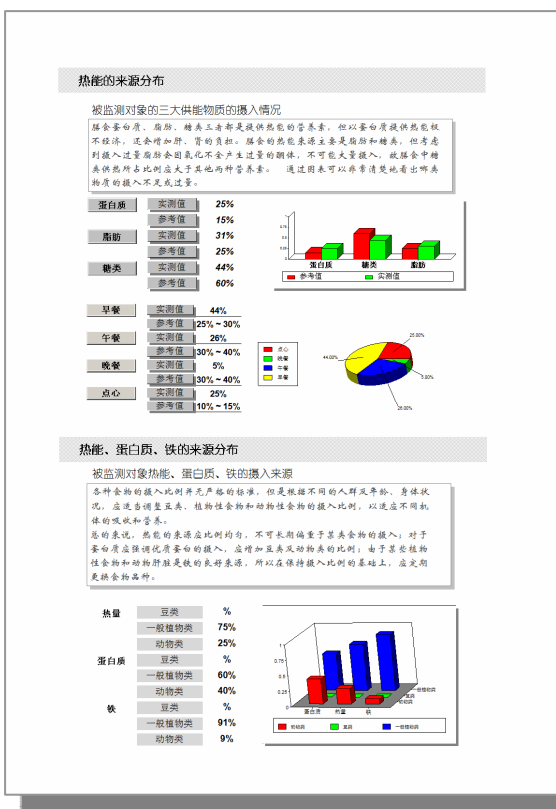 热能的来源分布
被监测对象的三大供能物质的摄入情况
膳食蛋白质、脂肪、糖类三者都是提供热能的营养素，但以蛋白质提供热能极
不经济，还会增加肝、肾的负担。膳食的热能来源主要是脂肪和糖类，但考虑
到摄入过量脂肪会因氧化不全产生过量的酮体，不可能大量摄入，故膳食中糖
类供热所占比例应大于其他两种营养素。 通过图表可以非常清楚地看出哪类
物质的摄入不足或过量。
蛋白质 实测值 25%
参考值 15%
脂肪 实测值 31%
参考值 25%
糖类 实测值 44%
参考值 60%
1
0.75
0.5
0.25
0
蛋白质 糖类 脂肪
参考值 实测值
早餐 实测值 44%
参考值 25% ~ 30%
午餐 实测值 26%
参考值 30% ~ 40%
晚餐 实测值 5%
参考值 30% ~ 40%
点心 实测值 25%
参考值 10% ~ 15%
点心
晚餐
午餐
早餐
25.00%
44.00%
5.00%
26.00%
热能、蛋白质、铁的来源分布
被监测对象热能、蛋白质、铁的摄入来源
各种食物的摄入比例并无严格的标准，但是根据不同的人群及年龄、身体状
况，应适当调整豆类、植物性食物和动物性食物的摄入比例，以适应不同机
体的吸收和营养。
总的来说，热能的来源应比例均匀，不可长期偏重于某类食物的摄入；对于
蛋白质应强调优质蛋白的摄入，应增加豆类及动物类的比例；由于某些植物
性食物和动物肝脏是铁的良好来源，所以在保持摄入比例的基础上，应定期
更换食物品种。
热量 豆类 %
一般植物类 75%
动物类 25%
蛋白质 豆类 %
一般植物类 60%
动物类 40%
铁 豆类 %
一般植物类 91%
动物类 9%
1
0.75
0.5
0.25
0
一般植物类
豆类
动物类
蛋白质 热量 铁
动物类 豆类 一般植物类